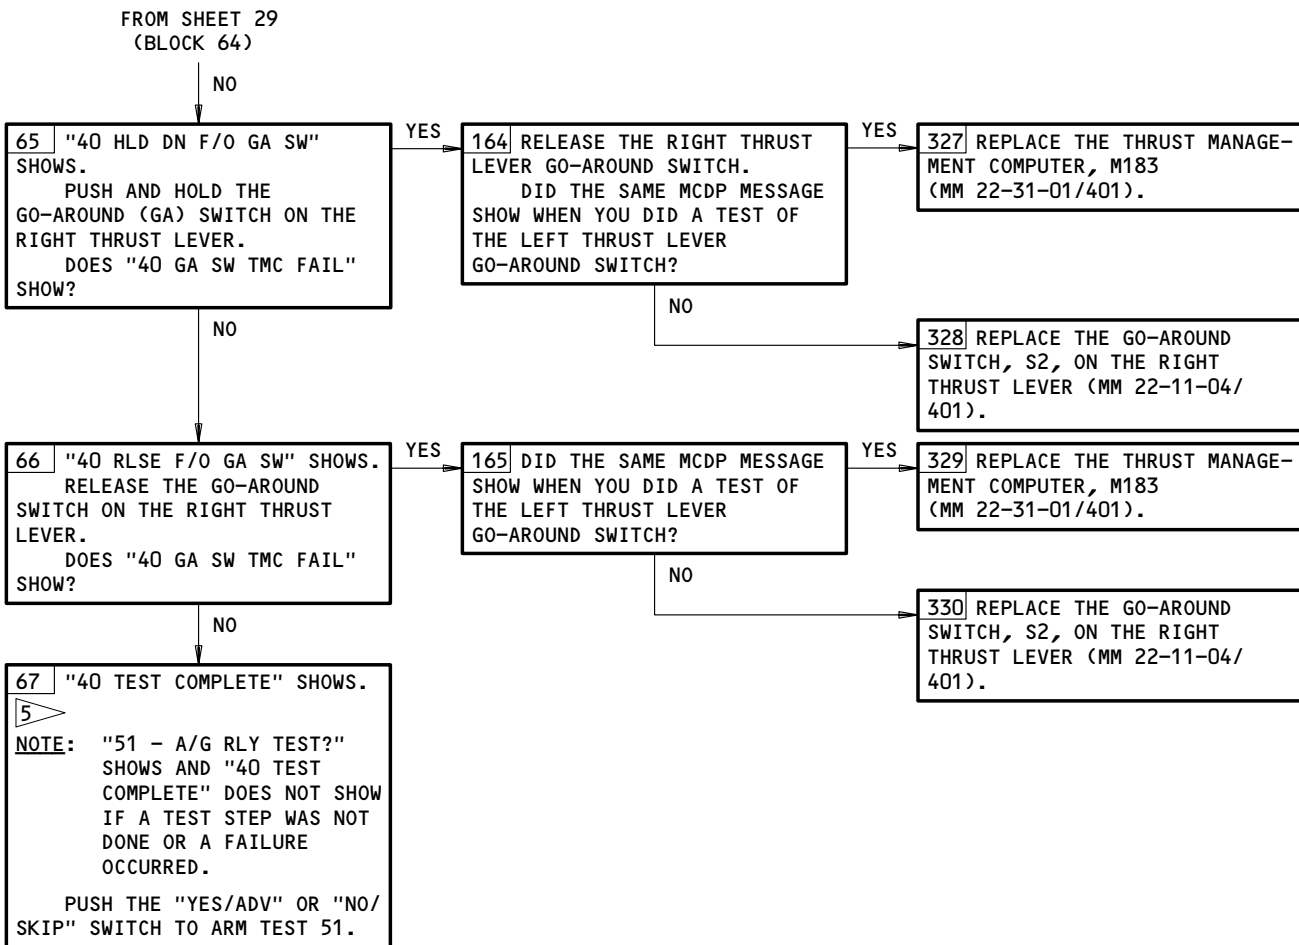 FROM SHEET 29
(BLOCK 64)
NO
65 "40 HLD DN F/O GA SW"
SHOWS.
PUSH AND HOLD THE
GO-AROUND (GA) SWITCH ON THE
RIGHT THRUST LEVER.
DOES "40 GA SW TMC FAIL"
SHOW?
YES
164 RELEASE THE RIGHT THRUST
LEVER GO-AROUND SWITCH.
DID THE SAME MCDP MESSAGE
SHOW WHEN YOU DID A TEST OF
THE LEFT THRUST LEVER
GO-AROUND SWITCH?
YES
327 REPLACE THE THRUST MANAGE-
MENT COMPUTER, M183
(MM 22-31-01/401).
NO
328 REPLACE THE GO-AROUND
SWITCH, S2, ON THE RIGHT
THRUST LEVER (MM 22-11-04/
401).
NO
66 "40 RLSE F/O GA SW" SHOWS.
RELEASE THE GO-AROUND
SWITCH ON THE RIGHT THRUST
LEVER.
DOES "40 GA SW TMC FAIL"
SHOW?
YES
165 DID THE SAME MCDP MESSAGE
SHOW WHEN YOU DID A TEST OF
THE LEFT THRUST LEVER
GO-AROUND SWITCH?
YES
329 REPLACE THE THRUST MANAGE-
MENT COMPUTER, M183
(MM 22-31-01/401).
NO
330 REPLACE THE GO-AROUND
SWITCH, S2, ON THE RIGHT
THRUST LEVER (MM 22-11-04/
401).
NO
67 "40 TEST COMPLETE" SHOWS.
5
NOTE: "51 - A/G RLY TEST?"
SHOWS AND "40 TEST
COMPLETE" DOES NOT SHOW
IF A TEST STEP WAS NOT
DONE OR A FAILURE
OCCURRED.
PUSH THE "YES/ADV" OR "NO/
SKIP" SWITCH TO ARM TEST 51.